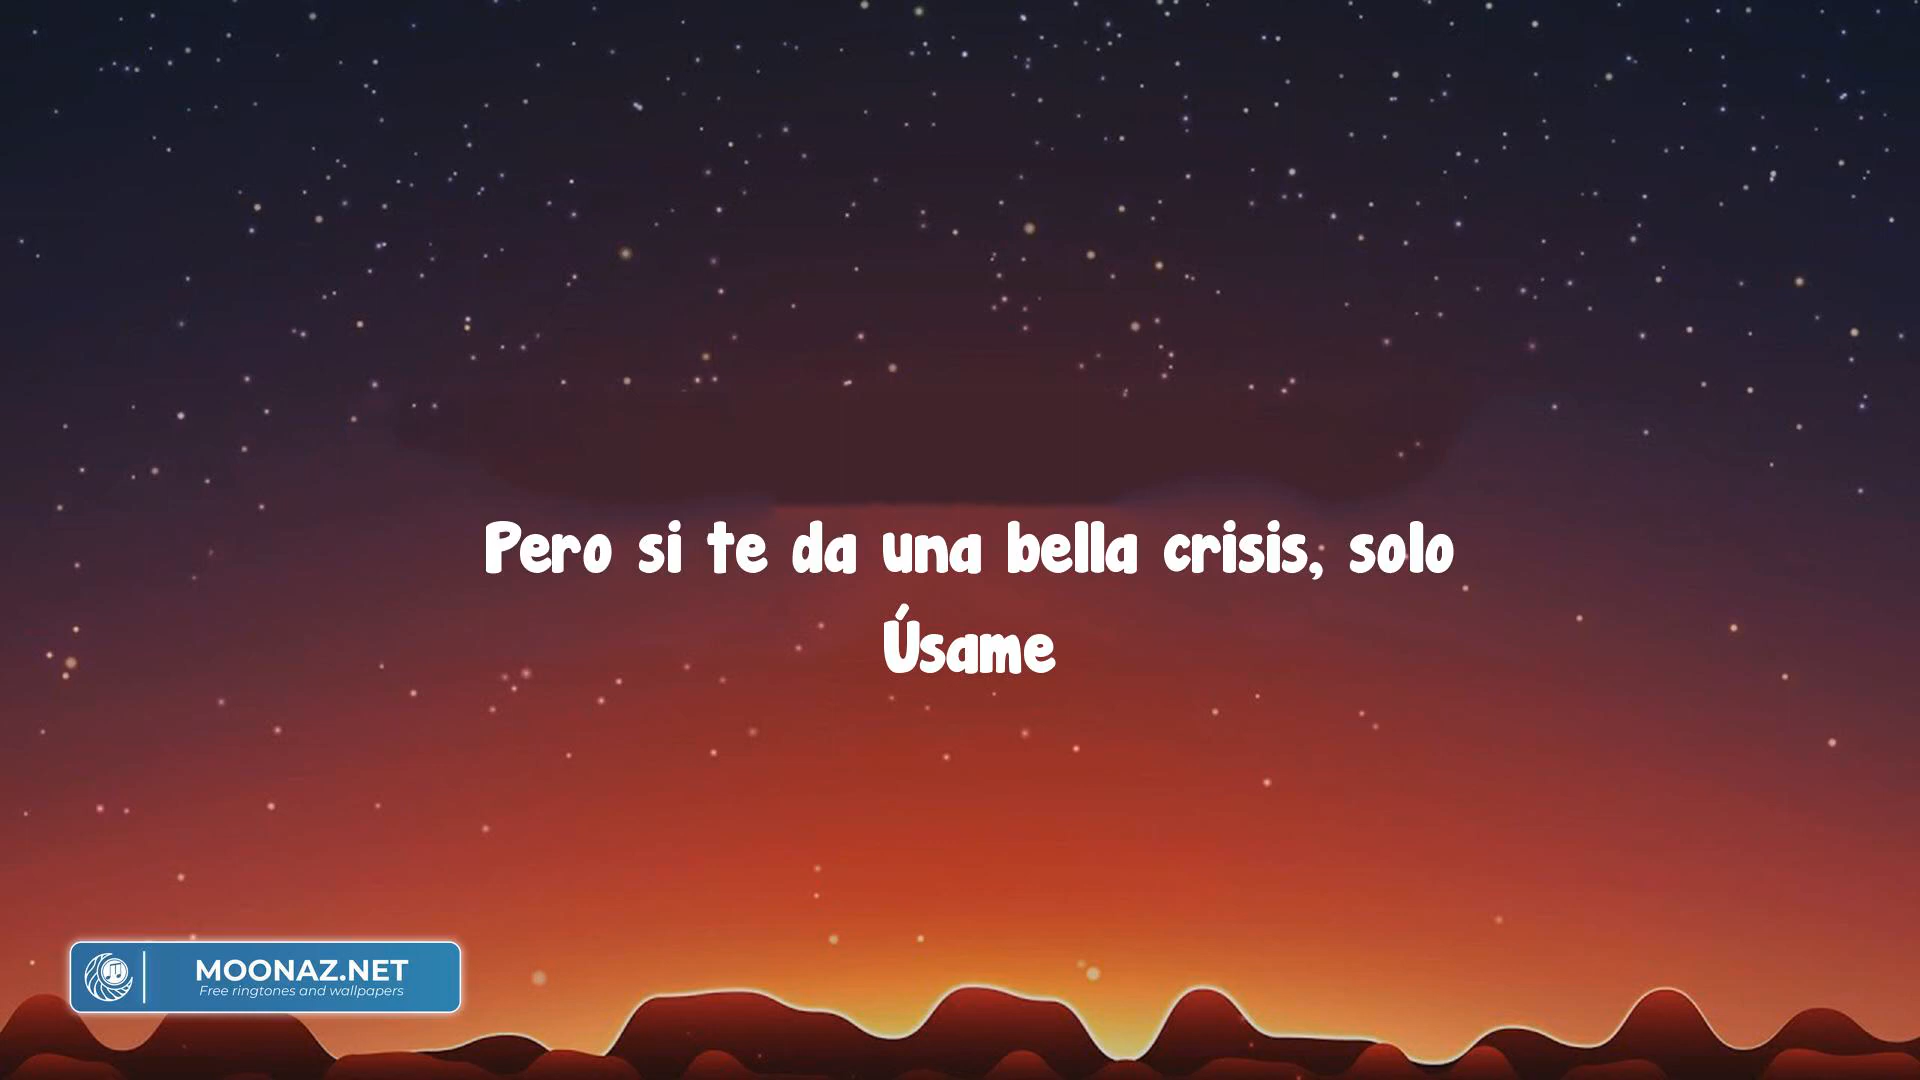 Pero si te da una bella crisis, solo
Úsame
MOONAZ.NET
Free ringtones and wallpapers